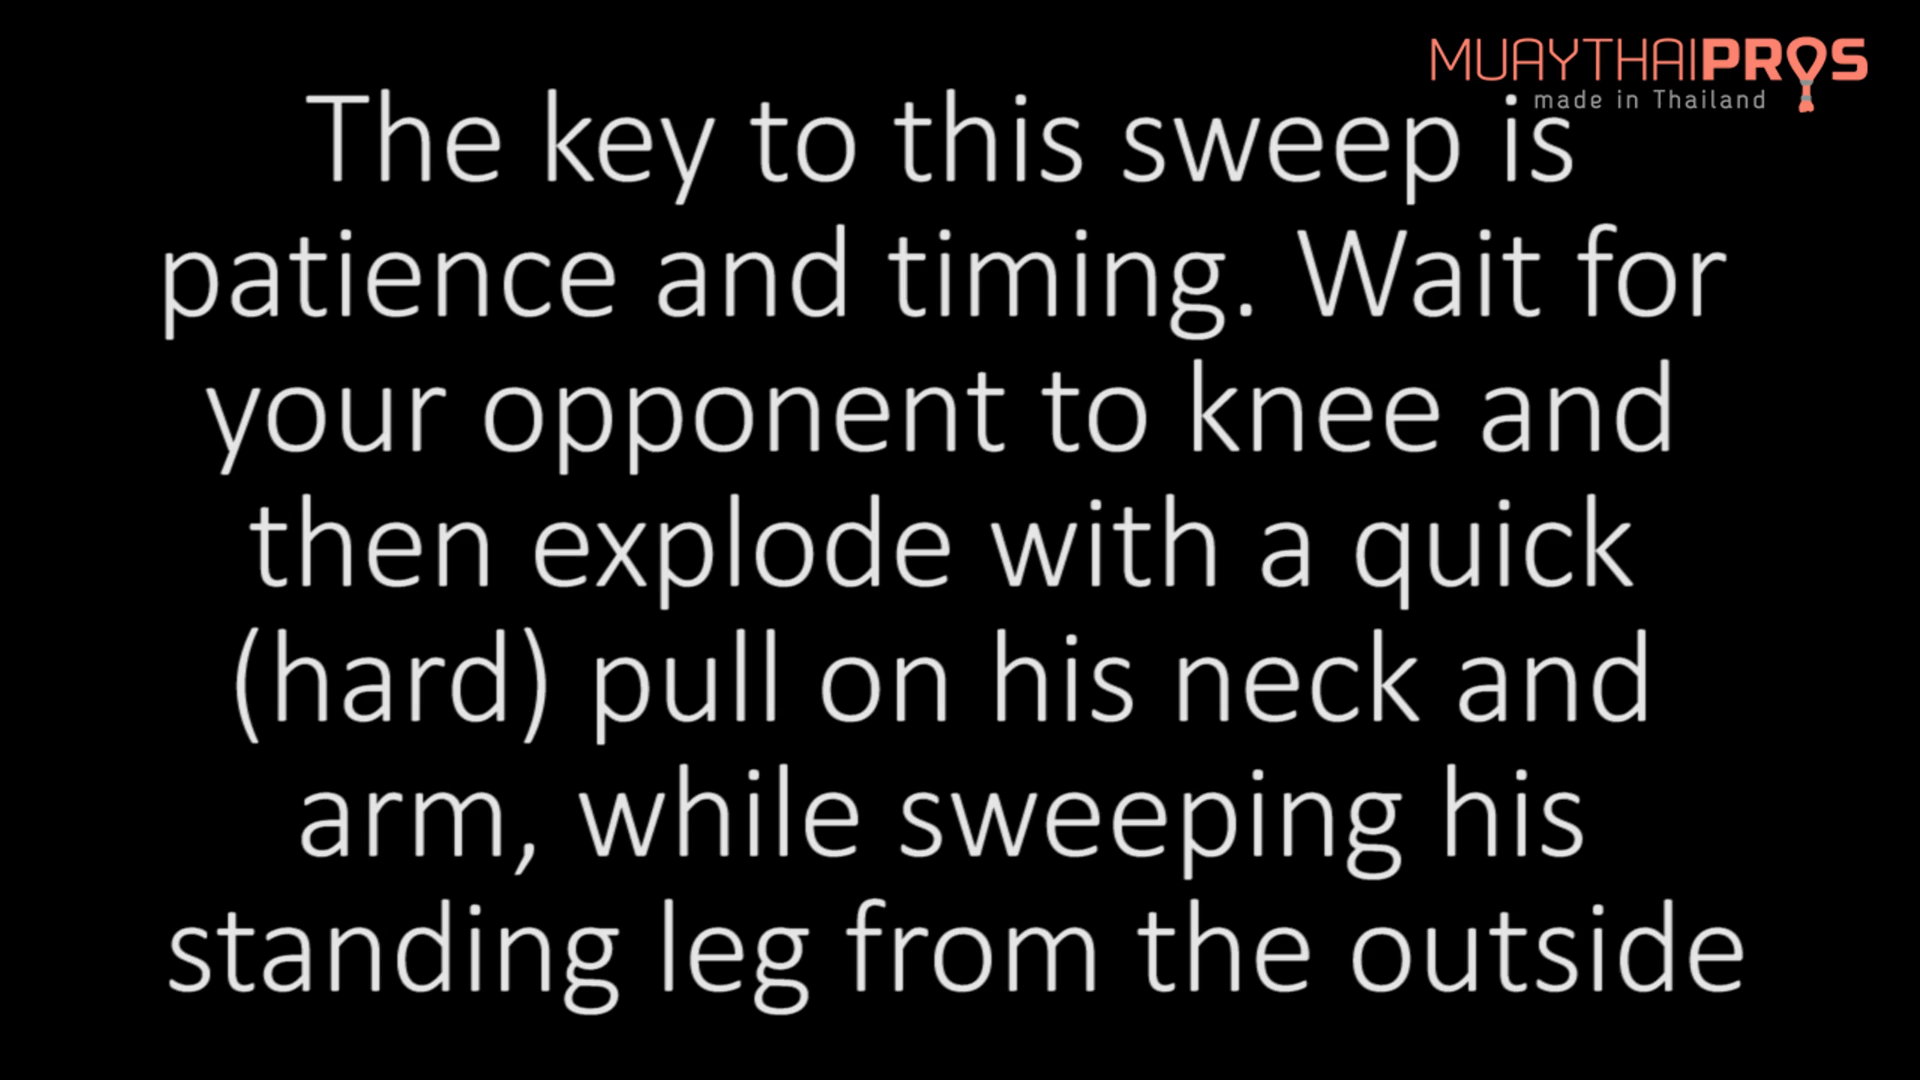 MUAYTHAIPROS
made in Thailand
The key to this sweep is
patience and timing. Wait for
your opponent to knee and
then explode with a quick
(hard) pull on his neck and
arm, while sweeping his
standing leg from the outside